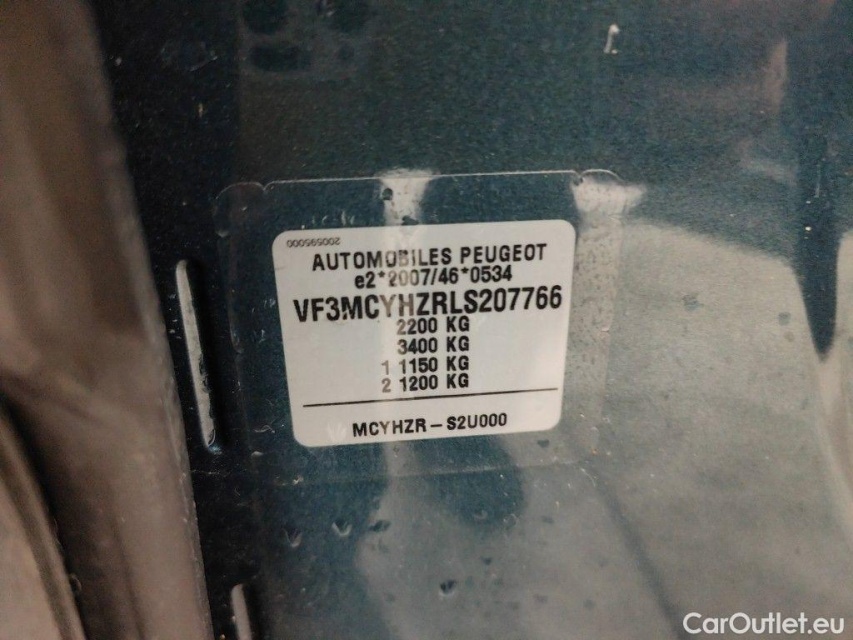 200595000
AUTOMOBILES PEUGEOT
e2*2007/46*0534
VF3MCYHZRLS207766
2200 KG
3400 KG
1 1150 KG
2 1200 KG
MCYHZR-S2U000
CarOutlet.eu